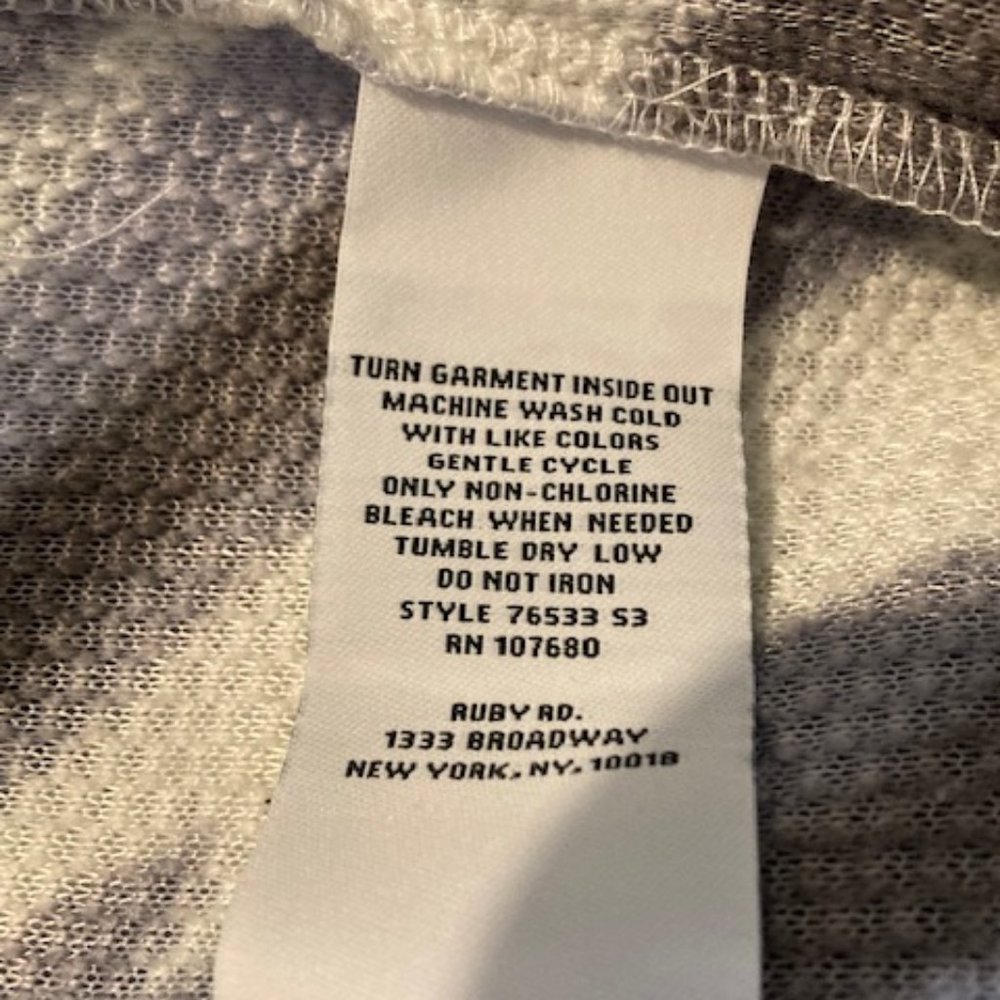 TURN GARMENT INSIDE OUT
MACHINE WASH COLD
WITH LIKE COLORS
GENTLE CYCLE
ONLY NON-CHLORINE
BLEACH WHEN NEEDED
TUMBLE DRY LOW
DO NOT IRON
STYLE 76533 S3
RN 107680
RUBY RD.
1333 BROADWAY
NEW YORK, NY, 10018